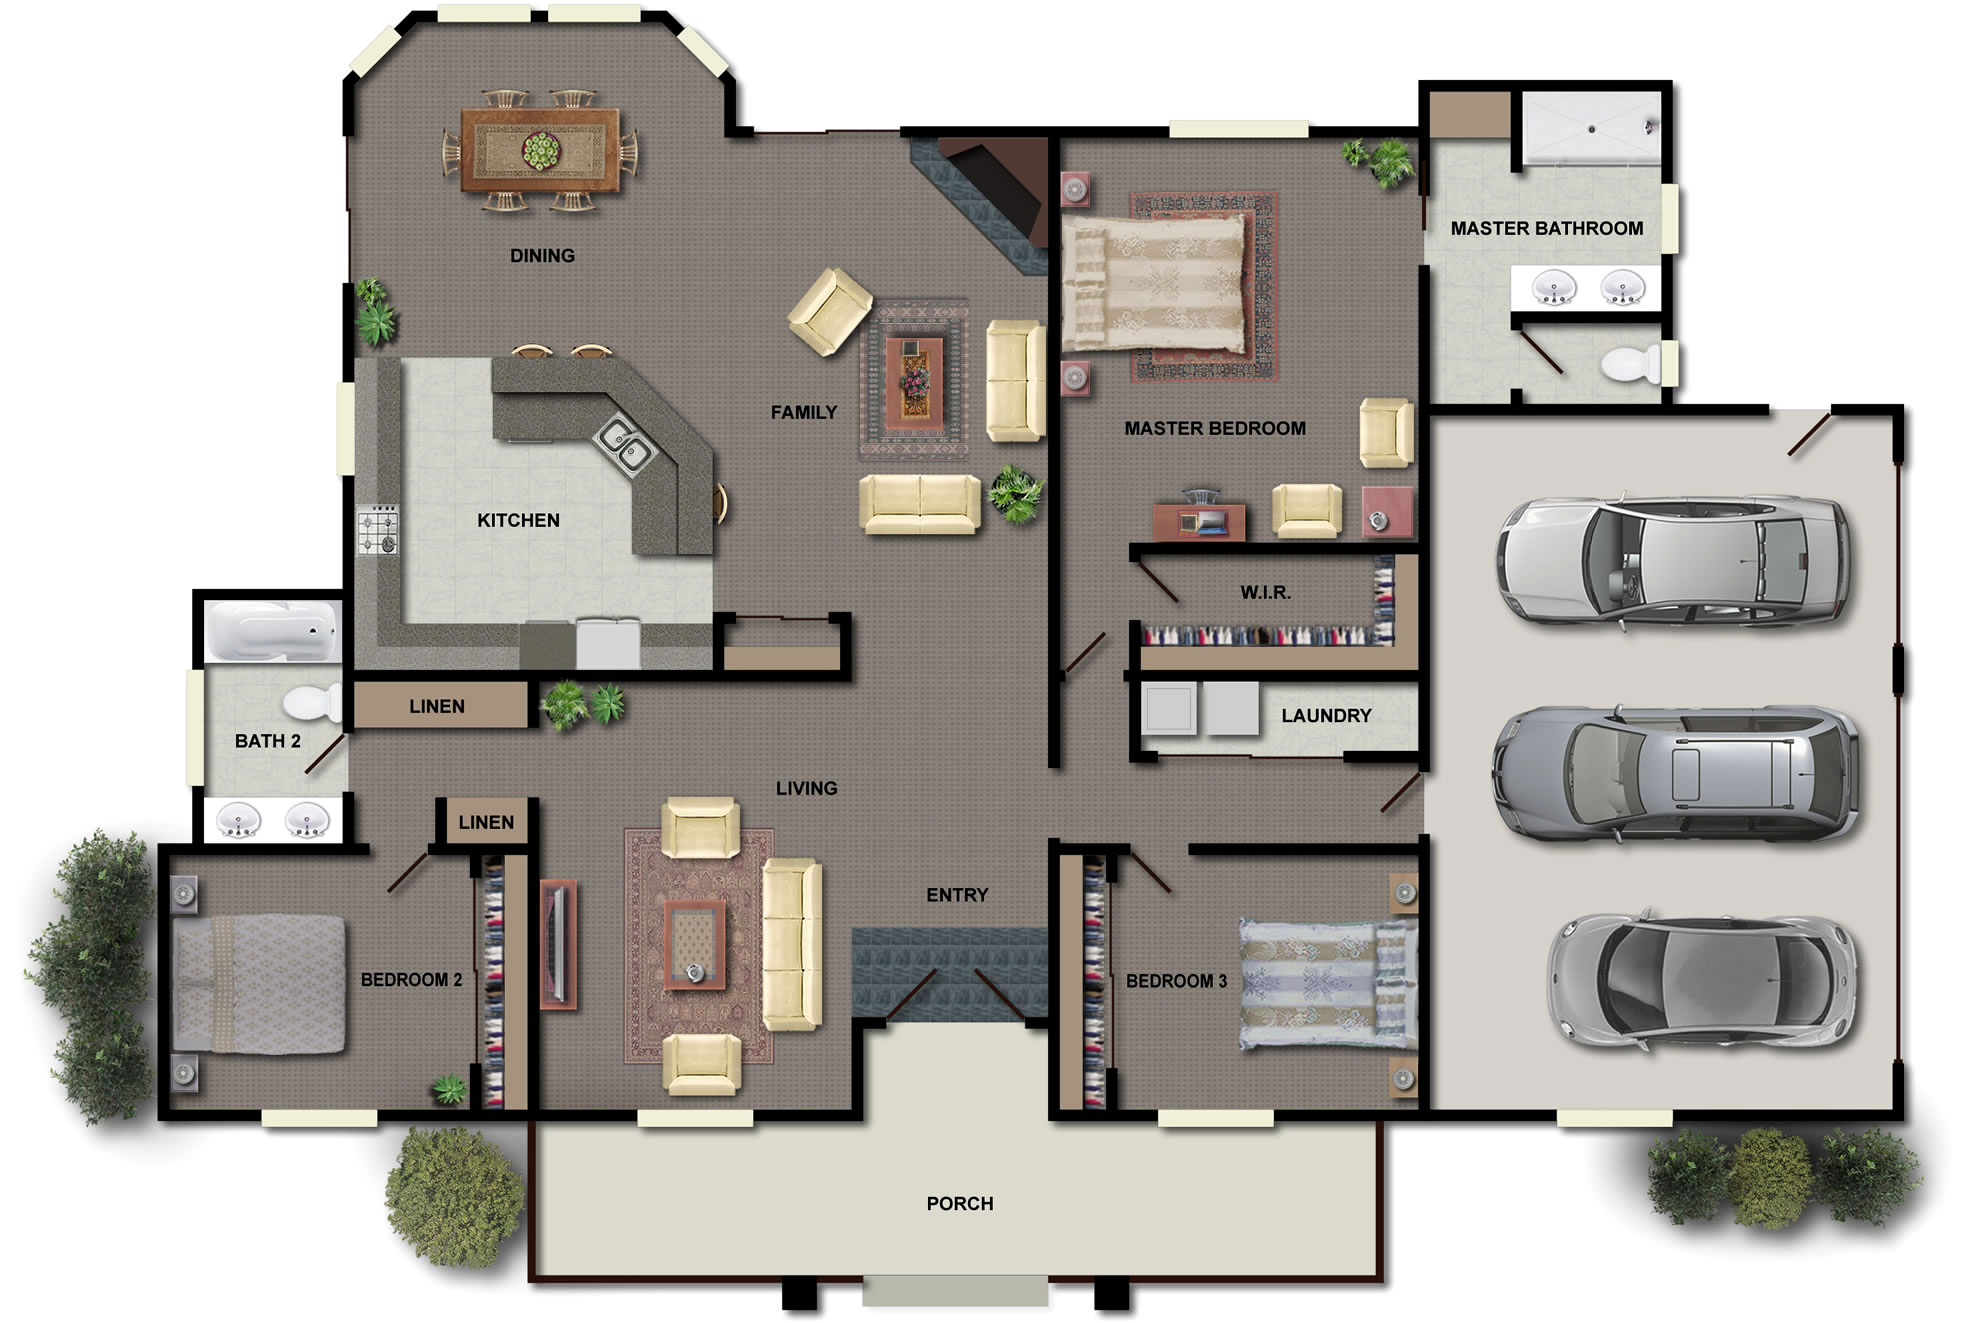 MASTER BATHROOM
DINING
FAMILY
MASTER BEDROOM
KITCHEN
W.I.R.
LINEN
LAUNDRY
BATH 2
LIVING
LINEN
ENTRY
BEDROOM 2
BEDROOM 3
PORCH